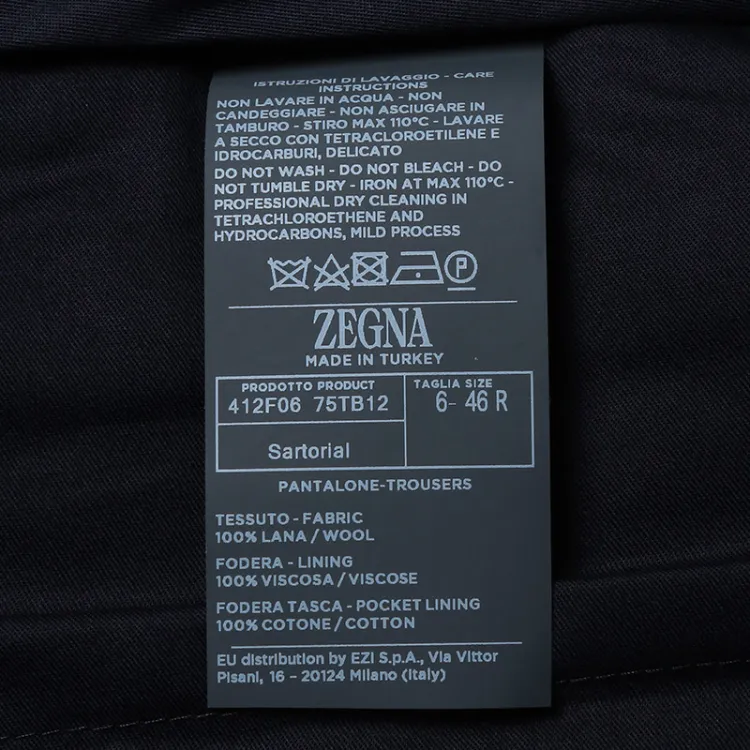 ISTRUZIONI DI LAVAGGIO - CARE
INSTRUCTIONS
NON LAVARE IN ACQUA - NON
CANDEGGIARE - NON ASCIUGARE IN
TAMBURO - STIRO MAX 110°C - LAVARE
A SECCO CON TETRACLOROETILENE E
IDROCARBURI, DELICATO
DO NOT WASH - DO NOT BLEACH - DO
NOT TUMBLE DRY - IRON AT MAX 110°C -
PROFESSIONAL DRY CLEANING IN
TETRACHLOROETHENE AND
HYDROCARBONS, MILD PROCESS
P
ZEGNA
MADE IN TURKEY
PRODOTTO PRODUCT
412F06 75TB12
TAGLIA SIZE
6- 46 R
Sartorial
PANTALONE-TROUSERS
TESSUTO - FABRIC
100% LANA / WOOL
FODERA - LINING
100% VISCOSA / VISCOSE
FODERA TASCA - POCKET LINING
100% COTONE / COTTON
EU distribution by EZI S.p.A., Via Vittor
Pisani, 16 - 20124 Milano (Italy)